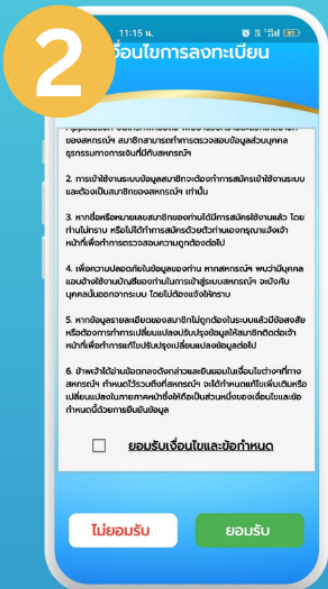 2
11:15 น.
เงื่อนไขการลงทะเบียน
ของสหกรณ์ฯ สมาชิกสามารถทำการตรวจสอบข้อมูลส่วนบุคคล
ธุรกรรมทางการเงินที่มีกับสหกรณ์ฯ
2. การเข้าใช้งานระบบข้อมูลสมาชิกจะต้องทำการสมัครเข้าใช้งานระบบ
และต้องเป็นสมาชิกของสหกรณ์ฯ เท่านั้น
3. หากชื่อหรือหมายเลขสมาชิกของท่านได้มีการสมัครใช้งานแล้ว โดย
ท่านไม่ทราบ หรือไม่ได้ทำการสมัครด้วยตัวท่านเองกรุณาแจ้งเจ้า
หน้าที่เพื่อทำการตรวจสอบความถูกต้องต่อไป
4. เพื่อความปลอดภัยในข้อมูลของท่าน หากสหกรณ์ฯ พบว่ามีบุคคล
แอบอ้างใช้งานบัญชีของท่านในการเข้าสู่ระบบสหกรณ์ฯ จะบังคับ
บุคคลนั้นออกจากระบบ โดยไม่ต้องแจ้งให้ทราบ
5. หากข้อมูลรายละเอียดของสมาชิกไม่ถูกต้องในระบบแล้วมีข้อสงสัย
หรือต้องการทำการเปลี่ยนแปลงปรับปรุงข้อมูลให้สมาชิกติดต่อเจ้า
หน้าที่เพื่อทำการแก้ไขปรับปรุงเปลี่ยนแปลงข้อมูลต่อไป
6. ข้าพเจ้าได้อ่านข้อตกลงดังกล่าวและยินยอมในเงื่อนไขต่างๆที่ทาง
สหกรณ์ฯ กำหนดไว้รวมถึงที่สหกรณ์ฯ จะได้กำหนดแก้ไขเพิ่มเติมหรือ
เปลี่ยนแปลงในภายภาคหน้าซึ่งให้ถือเป็นส่วนหนึ่งของเงื่อนไขและข้อ
กำหนดนี้ด้วยการยืนยันข้อมูล
ยอมรับเงื่อนไขและข้อกำหนด
ไม่ยอมรับ
ยอมรับ